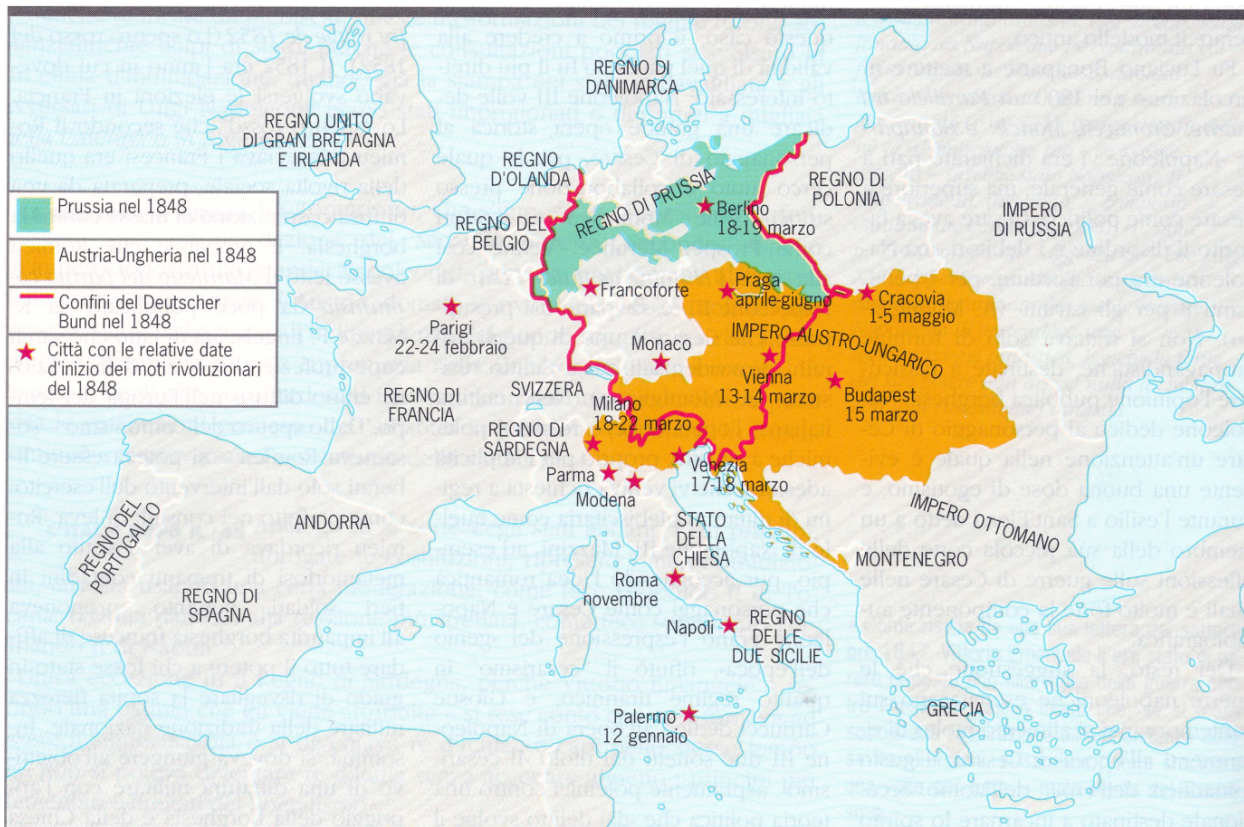 REGNO DI
DANIMARCA
REGNO UNITO
DI GRAN BRETAGNA
E IRLANDA
REGNO
D'OLANDA
REGNO DI PRUSSIA
REGNO DI
POLONIA
IMPERO
DI RUSSIA
Berlino
18-19 marzo
REGNO DEL
BELGIO
Prussia nel 1848
Austria-Ungheria nel 1848
Confini del Deutscher
Bund nel 1848
Città con le relative date
d'inizio dei moti rivoluzionari
del 1848
Francoforte
Praga
aprile-giugno
Cracovia
1-5 maggio
Parigi
22-24 febbraio
Monaco
IMPERO AUSTRO-UNGARICO
Vienna
13-14 marzo
Budapest
15 marzo
SVIZZERA
REGNO DI
FRANCIA
Milano
18-22 marzo
REGNO DI
SARDEGNA
Parma
Modena
Venezia
17-18 marzo
REGNO DEL
PORTOGALLO
ANDORRA
REGNO DI
SPAGNA
STATO
DELLA
CHIESA
IMPERO OTTOMANO
MONTENEGRO
Roma
novembre
Napoli
REGNO
DELLE
DUE SICILIE
Palermo
12 gennaio
GRECIA